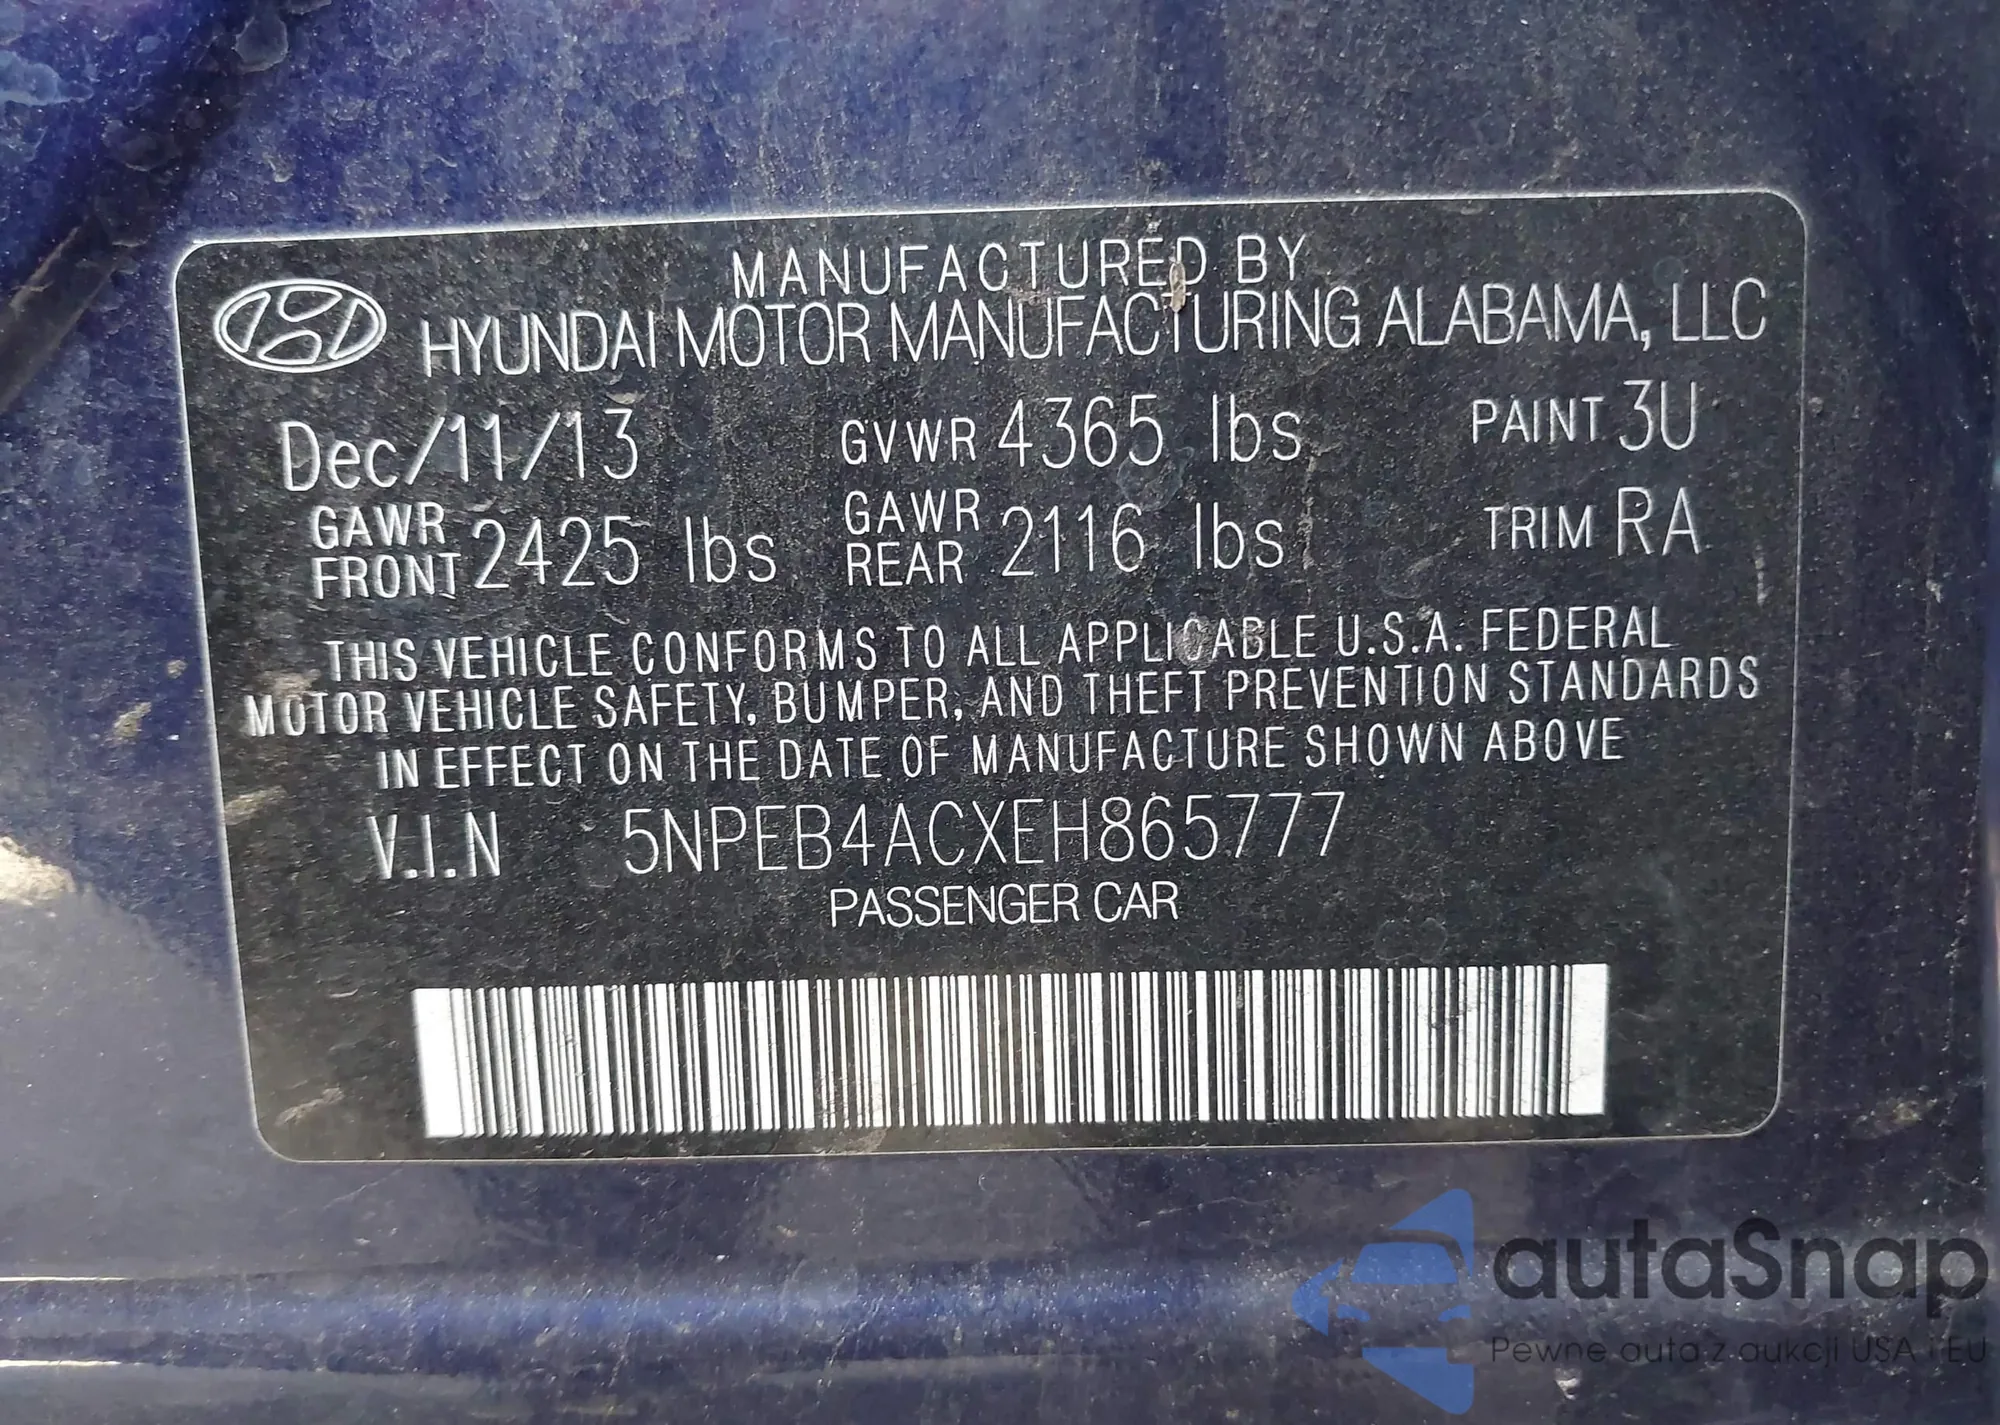 MANUFACTURED BY
HYUNDAI MOTOR MANUFACTURING ALABAMA, LLC
Dec/11/13 GVWR 4365 lbs PAINT 3U
GAWR FRONT 2425 lbs GAWR REAR 2116 lbs TRIM RA
THIS VEHICLE CONFORMS TO ALL APPLICABLE U.S.A. FEDERAL
MOTOR VEHICLE SAFETY, BUMPER, AND THEFT PREVENTION STANDARDS
IN EFFECT ON THE DATE OF MANUFACTURE SHOWN ABOVE
V.I.N 5NPEB4ACXEH865777
PASSENGER CAR
autaSnap
Pewne auta z aukcji USA i EU